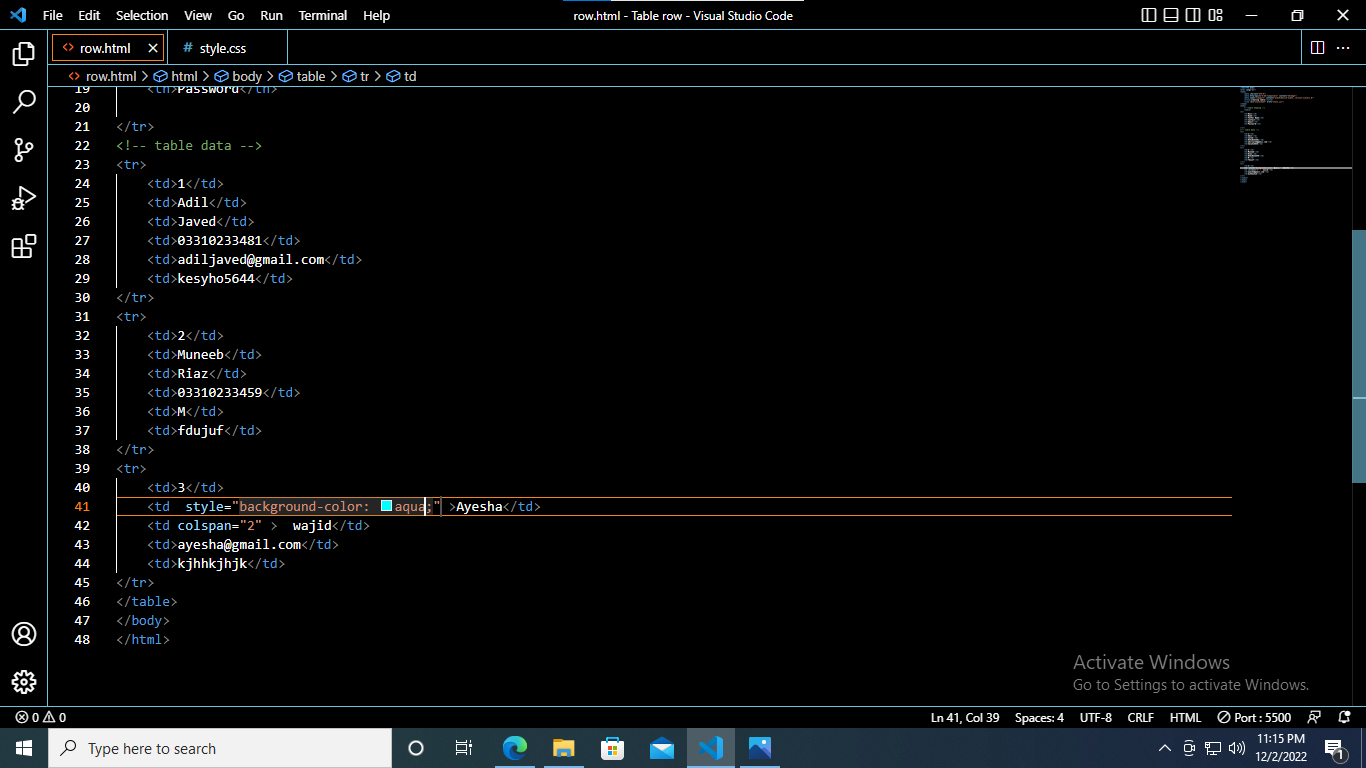 File Edit Selection View Go Run Terminal Help row.html - Table row - Visual Studio Code
<> row.html # style.css
<> row.html > html > body > table > tr > td
19 <th>Password</th>
20
21 </tr>
22 <!-- table data -->
23 <tr>
24 <td>1</td>
25 <td>Adil</td>
26 <td>Javed</td>
27 <td>03310233481</td>
28 <td>adiljaved@gmail.com</td>
29 <td>kesyho5644</td>
30 </tr>
31 <tr>
32 <td>2</td>
33 <td>Muneeb</td>
34 <td>Riaz</td>
35 <td>03310233459</td>
36 <td>M</td>
37 <td>fdujuf</td>
38 </tr>
39 <tr>
40 <td>3</td>
41 <td  style="background-color: aqua;" >Ayesha</td>
42 <td colspan="2" >  wajid</td>
43 <td>ayesha@gmail.com</td>
44 <td>kjhhkjhjk</td>
45 </tr>
46 </table>
47 </body>
48 </html>
Activate Windows
Go to Settings to activate Windows.
0 0 Ln 41, Col 39 Spaces: 4 UTF-8 CRLF HTML Port : 5500
Type here to search
11:15 PM
12/2/2022
1